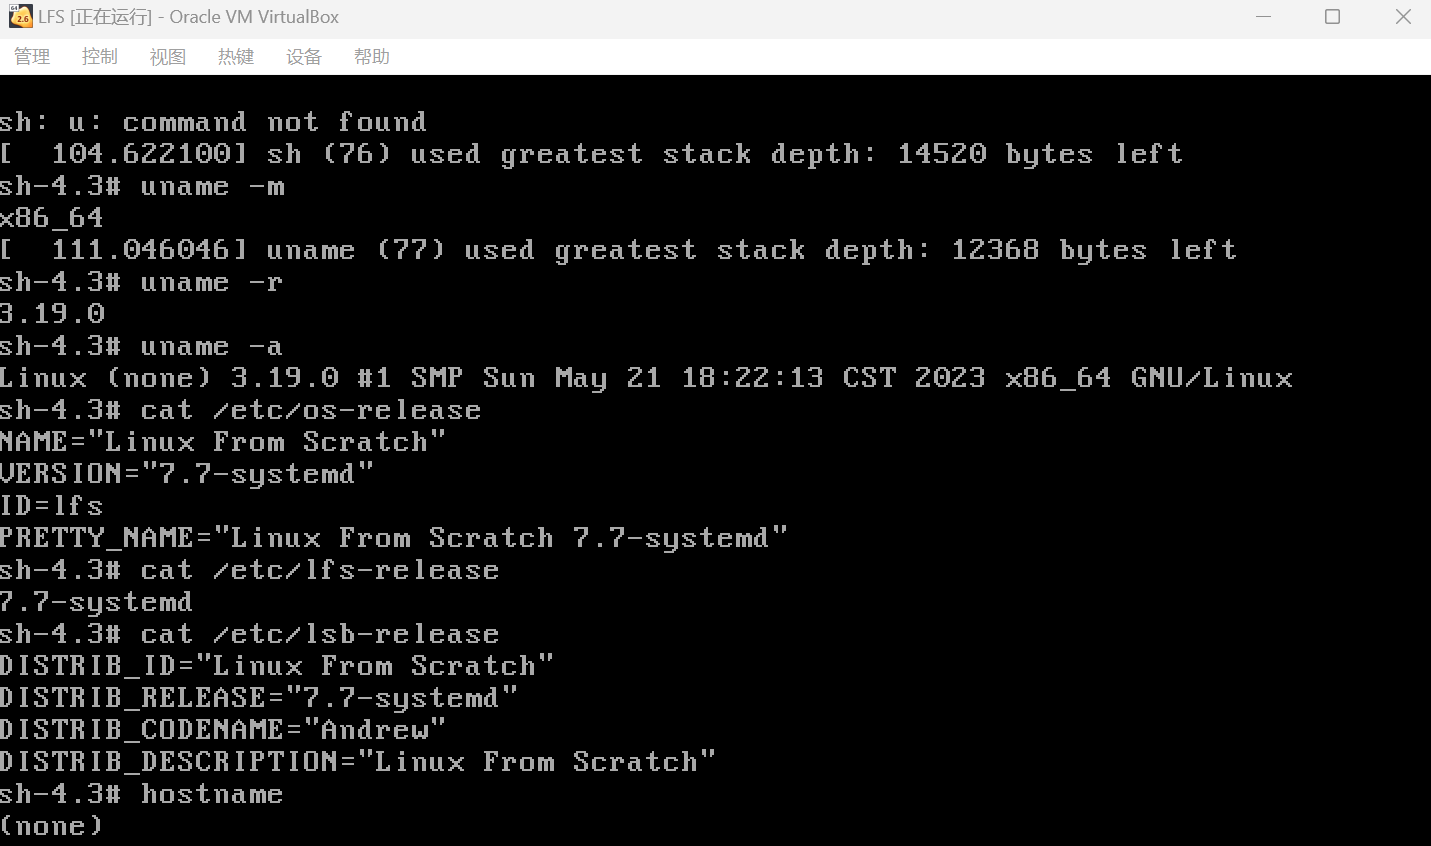 LFS [正在运行] - Oracle VM VirtualBox
管理 控制 视图 热键 设备 帮助
sh: u: command not found
[  104.622100] sh (76) used greatest stack depth: 14520 bytes left
sh-4.3# uname -m
x86_64
[  111.046046] uname (77) used greatest stack depth: 12368 bytes left
sh-4.3# uname -r
3.19.0
sh-4.3# uname -a
Linux (none) 3.19.0 #1 SMP Sun May 21 18:22:13 CST 2023 x86_64 GNU/Linux
sh-4.3# cat /etc/os-release
NAME="Linux From Scratch"
VERSION="7.7-systemd"
ID=lfs
PRETTY_NAME="Linux From Scratch 7.7-systemd"
sh-4.3# cat /etc/lfs-release
7.7-systemd
sh-4.3# cat /etc/lsb-release
DISTRIB_ID="Linux From Scratch"
DISTRIB_RELEASE="7.7-systemd"
DISTRIB_CODENAME="Andrew"
DISTRIB_DESCRIPTION="Linux From Scratch"
sh-4.3# hostname
(none)